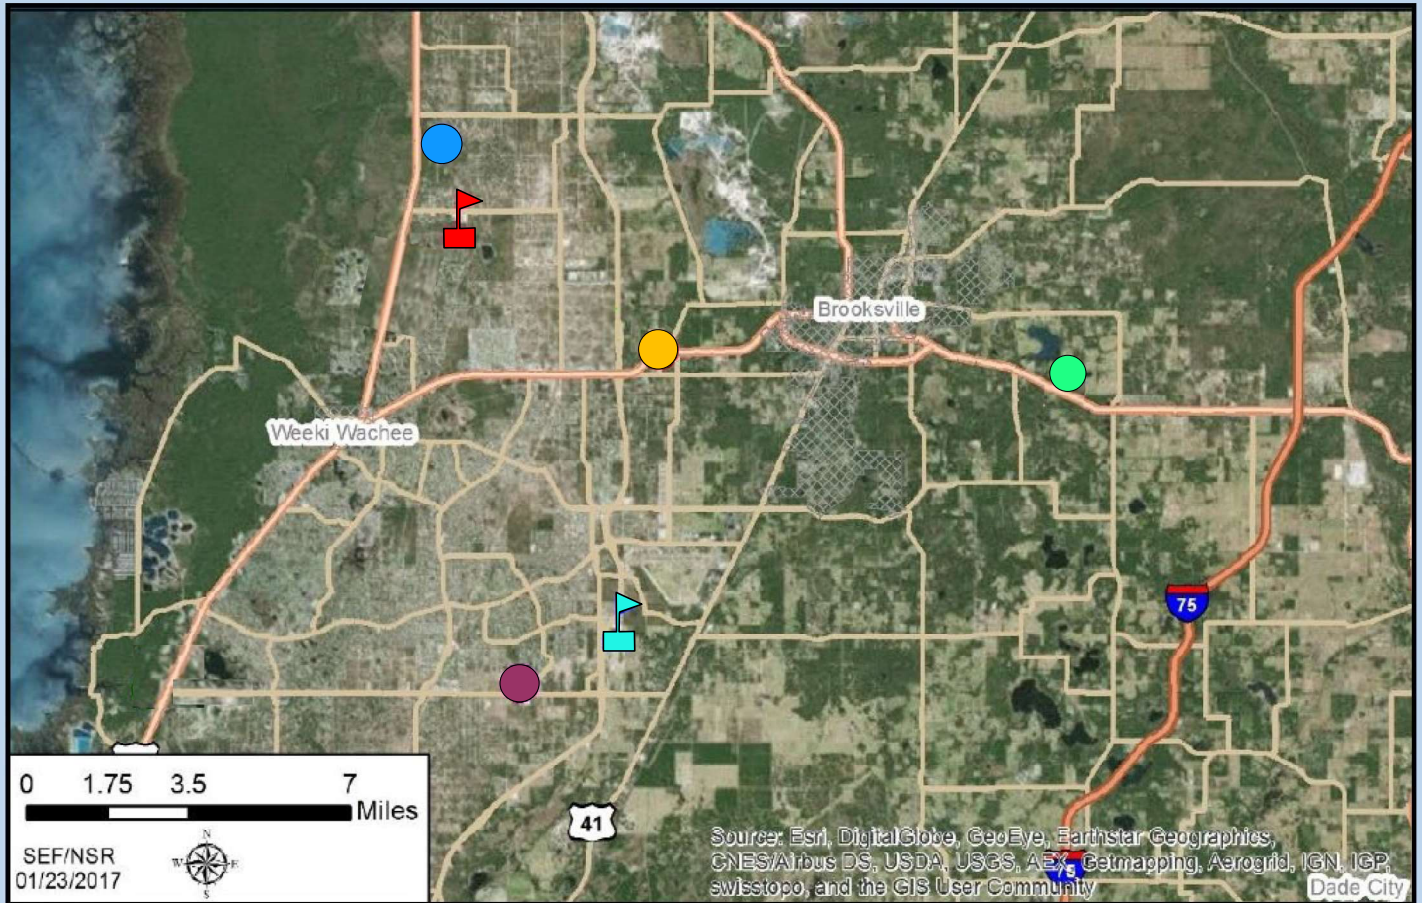 Brooksville
Weeki Wachee
75
0 1.75 3.5 7
Miles
N
W E
S
SEF/NSR
01/23/2017
41
Source: Esri, DigitalGlobe, GeoEye, Earthstar Geographics,
CNES/Airbus DS, USDA, USGS, AEX, Getmapping, Aerogrid, IGN, IGP,
swisstopo, and the GIS User Community
75
Dade City